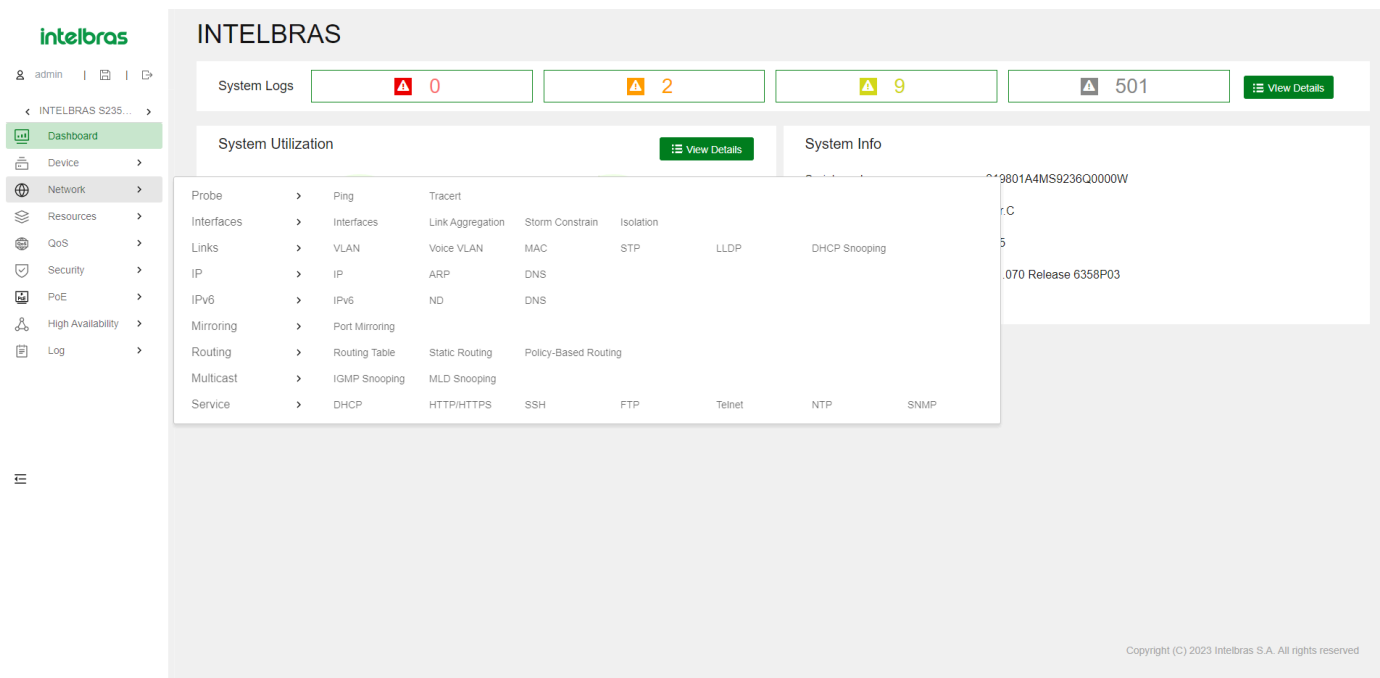 intelbras
admin | |
INTELBRAS S235...
Dashboard
Device
Network
Resources
QoS
Security
PoE
High Availability
Log
INTELBRAS
System Logs 0 2 9 501 View Details
System Utilization View Details
System Info
19801A4MS9236Q0000W
r.C
5
.070 Release 6358P03
Probe Ping Tracert
Interfaces Interfaces Link Aggregation Storm Constrain Isolation
Links VLAN Voice VLAN MAC STP LLDP DHCP Snooping
IP IP ARP DNS
IPv6 IPv6 ND DNS
Mirroring Port Mirroring
Routing Routing Table Static Routing Policy-Based Routing
Multicast IGMP Snooping MLD Snooping
Service DHCP HTTP/HTTPS SSH FTP Telnet NTP SNMP
Copyright (C) 2023 Intelbras S.A. All rights reserved